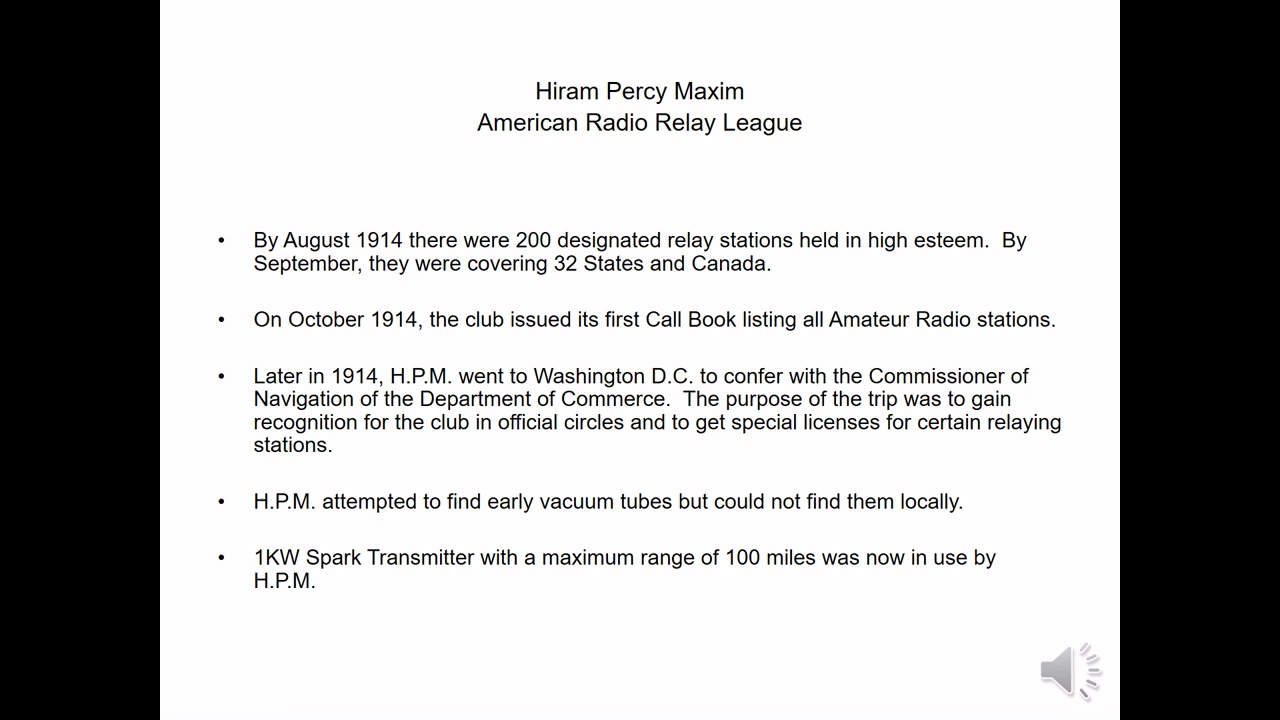 Hiram Percy Maxim
American Radio Relay League
• By August 1914 there were 200 designated relay stations held in high esteem.  By
September, they were covering 32 States and Canada.
• On October 1914, the club issued its first Call Book listing all Amateur Radio stations.
• Later in 1914, H.P.M. went to Washington D.C. to confer with the Commissioner of
Navigation of the Department of Commerce.  The purpose of the trip was to gain
recognition for the club in official circles and to get special licenses for certain relaying
stations.
• H.P.M. attempted to find early vacuum tubes but could not find them locally.
• 1KW Spark Transmitter with a maximum range of 100 miles was now in use by
H.P.M.